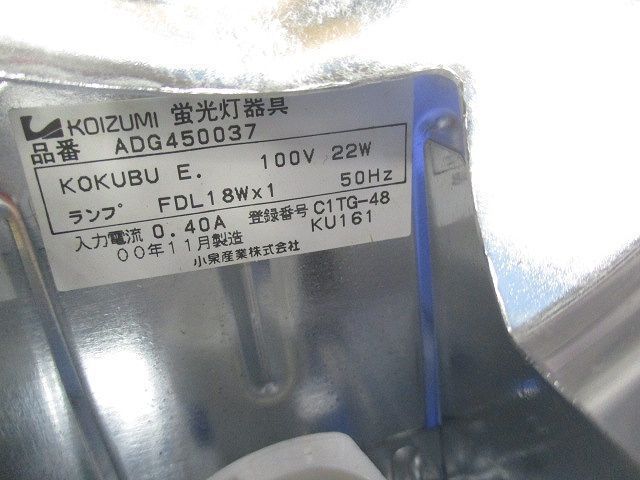 KOIZUMI 蛍光灯器具
品番 ADG450037
KOKUBU E. 100V 22W
ランプ FDL18W×1 50Hz
入力電流 0.40A 登録番号 C1TG-48
00年11月製造 KU161
小泉産業株式会社